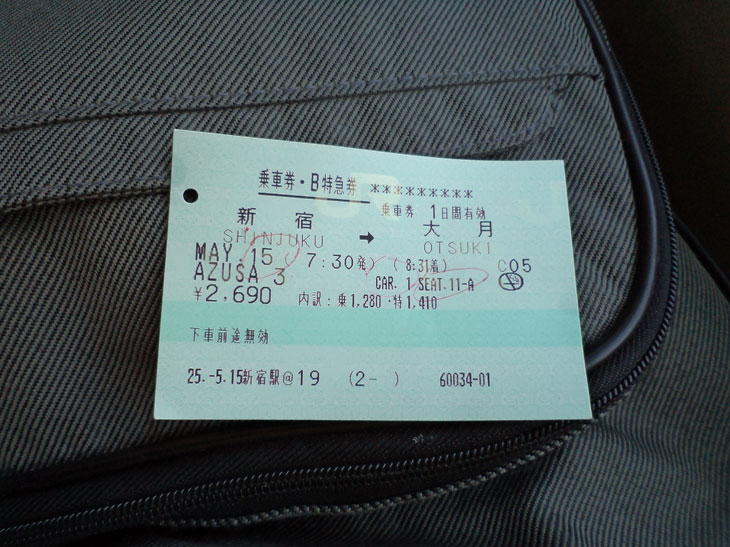 乗車券・B特急券 *********
乗車券 1日間有効
新 宿 ➡ 大 月
SHINJUKU OTSUKI
MAY 15 7:30発) ( 8:31着) C05
AZUSA 3 CAR. 1 SEAT.11-A
¥2,690 内訳:乗1,280・特1,410
下車前途無効
25.-5.15新宿駅@19 (2- ) 60034-01